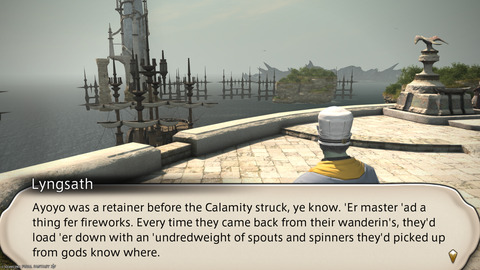 Lyngsath
Ayoyo was a retainer before the Calamity struck, ye know. 'Er master 'ad a
thing fer fireworks. Every time they came back from their wanderin's, they'd
load 'er down with an 'undredweight of spouts and spinners they'd picked up
from gods know where.